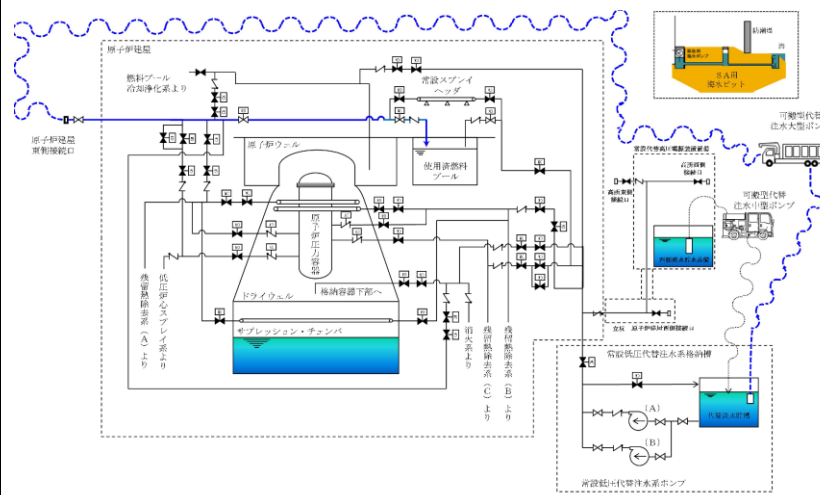 原子炉建屋
燃料プール
冷却浄化系より
常設スプレイ
ヘッダ
防潮堤
海
SA用
海水ピット
原子炉建屋
東側接続口
原子炉ウェル
使用済燃料
プール
可搬型代替
注水大型ポンプ
高所東側
接続口
高所西側
接続口
可搬型代替
注水中型ポンプ
原子炉圧力容器
ドライウェル
格納容器下部へ
サプレッション・チェンバ
残留熱除去系(A)より
低圧炉心スプレイ系より
消火系より
残留熱除去系(C)より
残留熱除去系(B)より
立坑
原子炉建屋西側接続口
常設低圧代替注水系格納槽
代替淡水貯槽
(A)
(B)
常設低圧代替注水系ポンプ